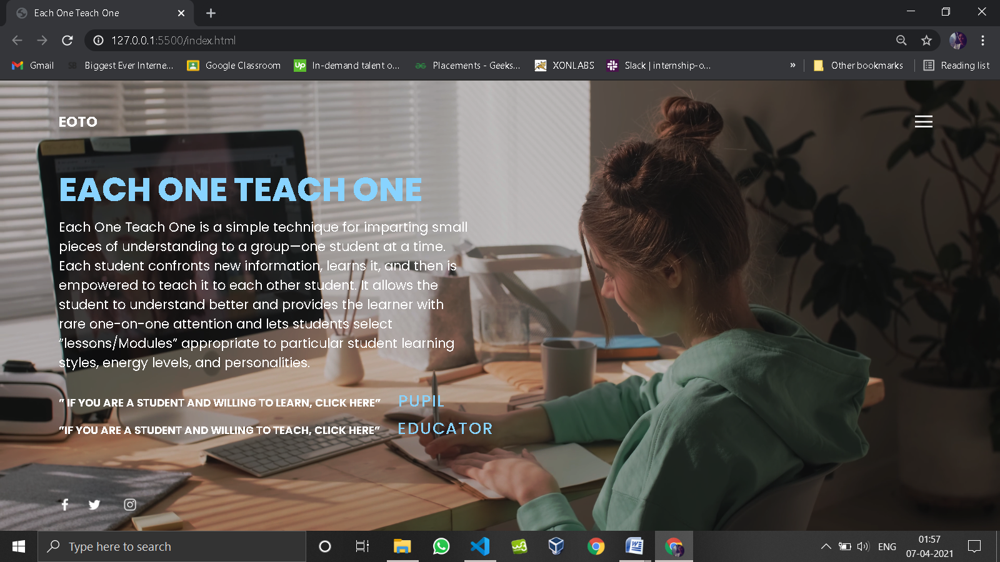 Each One Teach One
127.0.0.1:5500/index.html
Gmail
SB
Biggest Ever Interne...
Google Classroom
Up
In-demand talent o...
Placements - Geeks...
XONLABS
Slack | internship-o...
»
Other bookmarks
Reading list
EOTO
EACH ONE TEACH ONE
Each One Teach One is a simple technique for imparting small
pieces of understanding to a group—one student at a time.
Each student confronts new information, learns it, and then is
empowered to teach it to each other student. It allows the
student to understand better and provides the learner with
rare one-on-one attention and lets students select
“lessons/Modules” appropriate to particular student learning
styles, energy levels, and personalities.
” IF YOU ARE A STUDENT AND WILLING TO LEARN, CLICK HERE” PUPIL
”IF YOU ARE A STUDENT AND WILLING TO TEACH, CLICK HERE” EDUCATOR
Type here to search
w3
W
ENG
01:57
07-04-2021